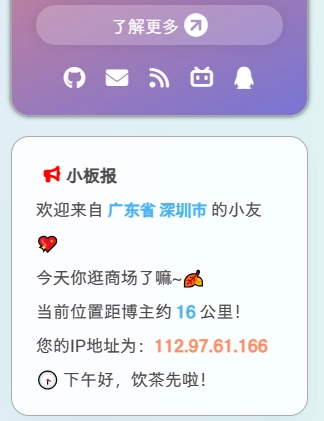 了解更多
小板报
欢迎来自 广东省 深圳市 的小友
今天你逛商场了嘛~
当前位置距博主约 16 公里！
您的IP地址为：112.97.61.166
下午好，饮茶先啦！